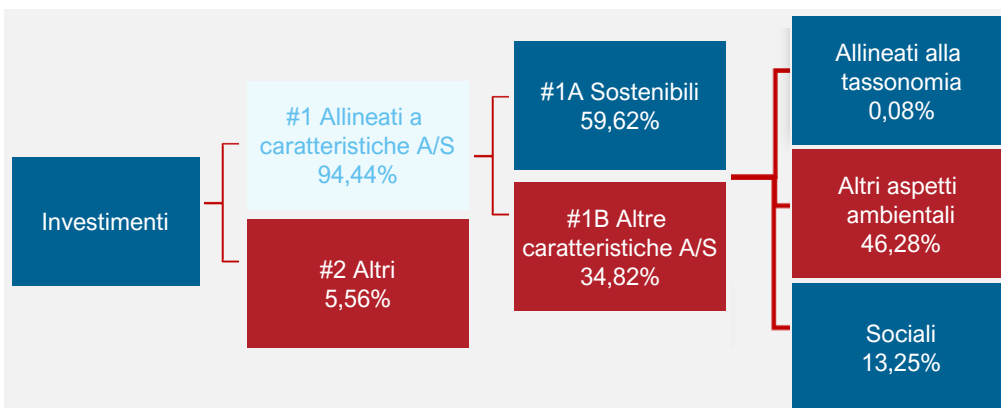 Investimenti
#1 Allineati a
caratteristiche A/S
94,44%
#2 Altri
5,56%
#1A Sostenibili
59,62%
#1B Altre
caratteristiche A/S
34,82%
Allineati alla
tassonomia
0,08%
Altri aspetti
ambientali
46,28%
Sociali
13,25%